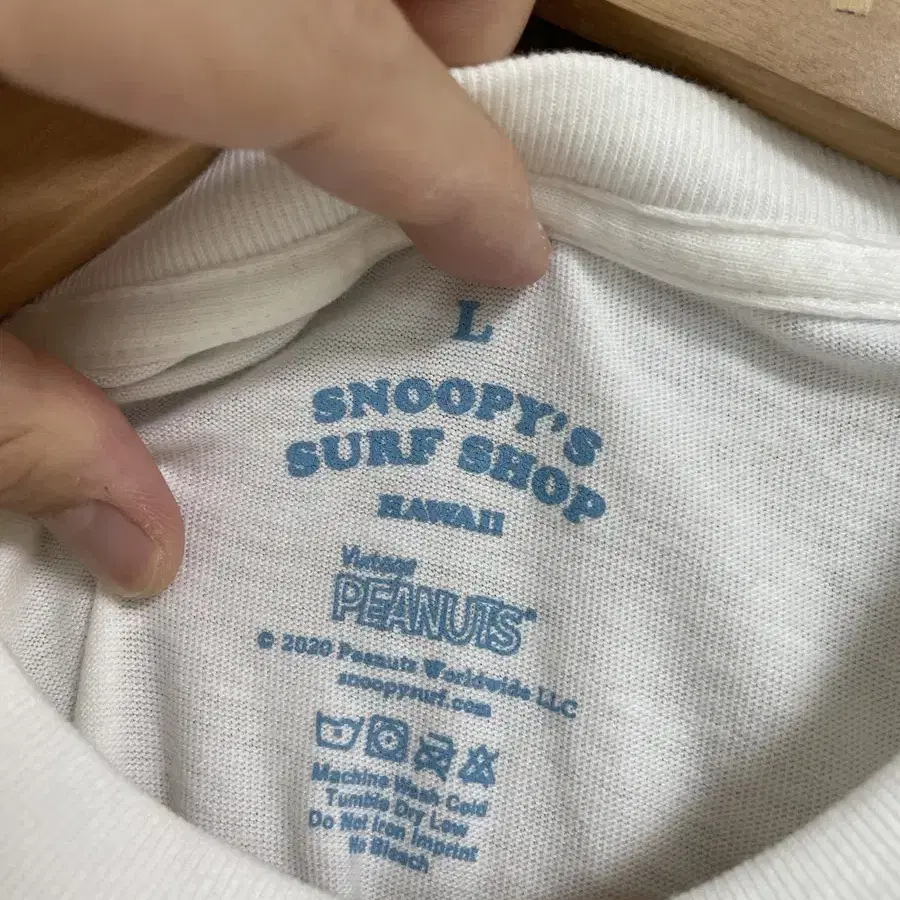 L
SNOOPY'S
SURF SHOP
HAWAII
Vintage
PEANUTS™
© 2020 Peanuts Worldwide LLC
snoopysurf.com
Machine Wash Cold
Tumble Dry Low
Do Not Iron Imprint
No Bleach